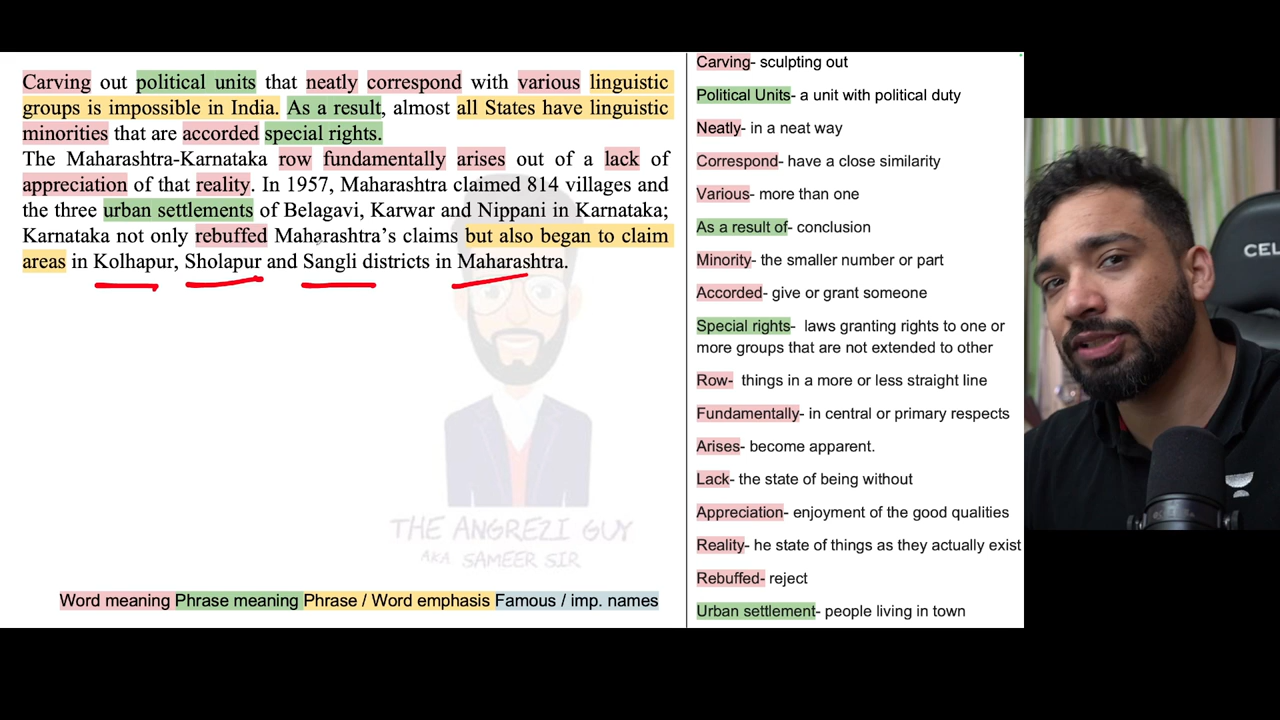 Carving out political units that neatly correspond with various linguistic
groups is impossible in India. As a result, almost all States have linguistic
minorities that are accorded special rights.
The Maharashtra-Karnataka row fundamentally arises out of a lack of
appreciation of that reality. In 1957, Maharashtra claimed 814 villages and
the three urban settlements of Belagavi, Karwar and Nippani in Karnataka;
Karnataka not only rebuffed Maharashtra's claims but also began to claim
areas in Kolhapur, Sholapur and Sangli districts in Maharashtra.
THE ANGREZI GUY
AKA SAMEER SIR
Word meaning Phrase meaning Phrase / Word emphasis Famous / imp. names
Carving- sculpting out
Political Units- a unit with political duty
Neatly- in a neat way
Correspond- have a close similarity
Various- more than one
As a result of- conclusion
Minority- the smaller number or part
Accorded- give or grant someone
Special rights- laws granting rights to one or
more groups that are not extended to other
Row- things in a more or less straight line
Fundamentally- in central or primary respects
Arises- become apparent.
Lack- the state of being without
Appreciation- enjoyment of the good qualities
Reality- he state of things as they actually exist
Rebuffed- reject
Urban settlement- people living in town
CEL